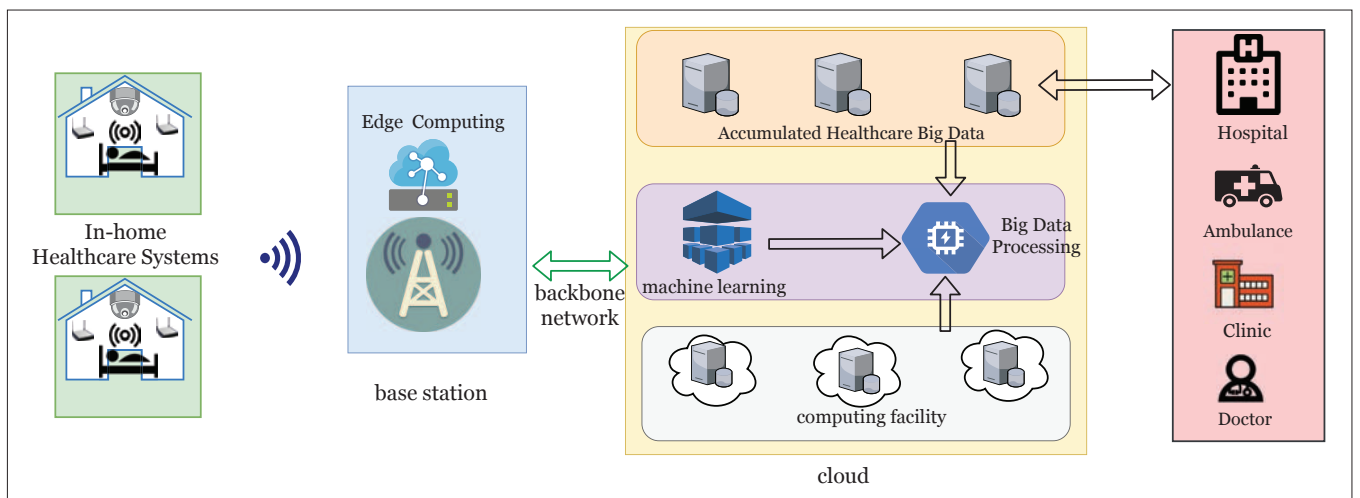 In-home
Healthcare Systems
Edge Computing
base station
backbone
network
Accumulated Healthcare Big Data
machine learning
Big Data
Processing
computing facility
cloud
H
Hospital
Ambulance
Clinic
Doctor